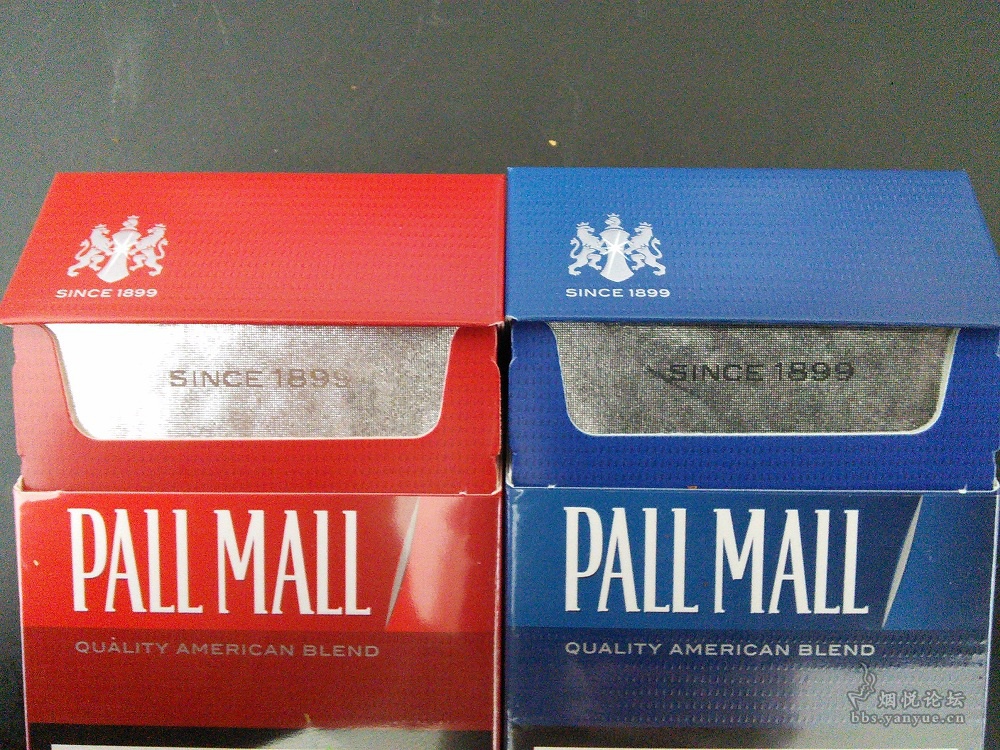 SINCE 1899
SINCE 1899
PALL MALL
QUALITY AMERICAN BLEND
SINCE 1899
SINCE 1899
PALL MALL
QUALITY AMERICAN BLEND
烟悦论坛
bbs.yanyue.cn